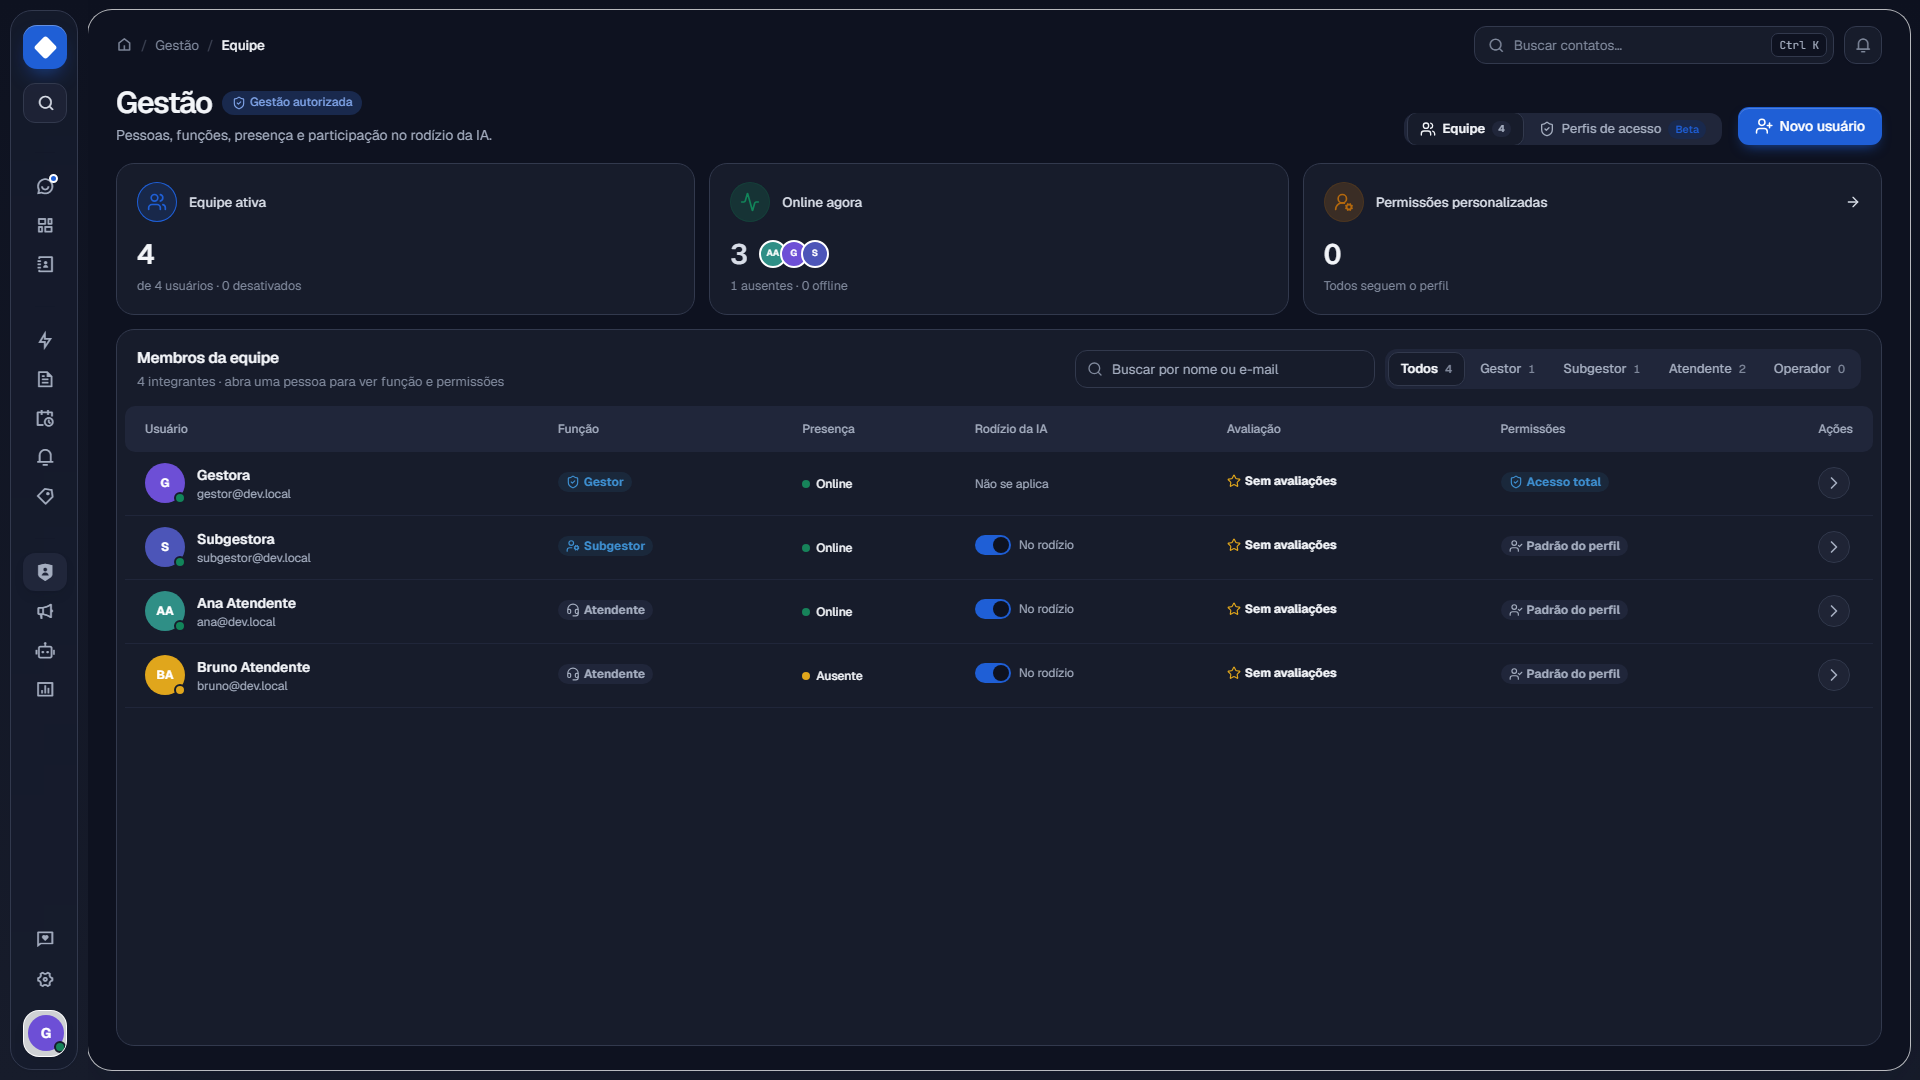 Gestão / Equipe
Buscar contatos...
Ctrl K
Gestão
Gestão autorizada
Pessoas, funções, presença e participação no rodízio da IA.
Equipe 4
Perfis de acesso Beta
Novo usuário
Equipe ativa
4
de 4 usuários · 0 desativados
Online agora
3 AA G S
1 ausentes · 0 offline
Permissões personalizadas
0
Todos seguem o perfil
Membros da equipe
4 integrantes · abra uma pessoa para ver função e permissões
Buscar por nome ou e-mail
Todos 4 Gestor 1 Subgestor 1 Atendente 2 Operador 0
Usuário Função Presença Rodízio da IA Avaliação Permissões Ações
G Gestora Gestor Online Não se aplica Sem avaliações Acesso total
gestor@dev.local
S Subgestora Subgestor Online No rodízio Sem avaliações Padrão do perfil
subgestor@dev.local
AA Ana Atendente Atendente Online No rodízio Sem avaliações Padrão do perfil
ana@dev.local
BA Bruno Atendente Atendente Ausente No rodízio Sem avaliações Padrão do perfil
bruno@dev.local
G